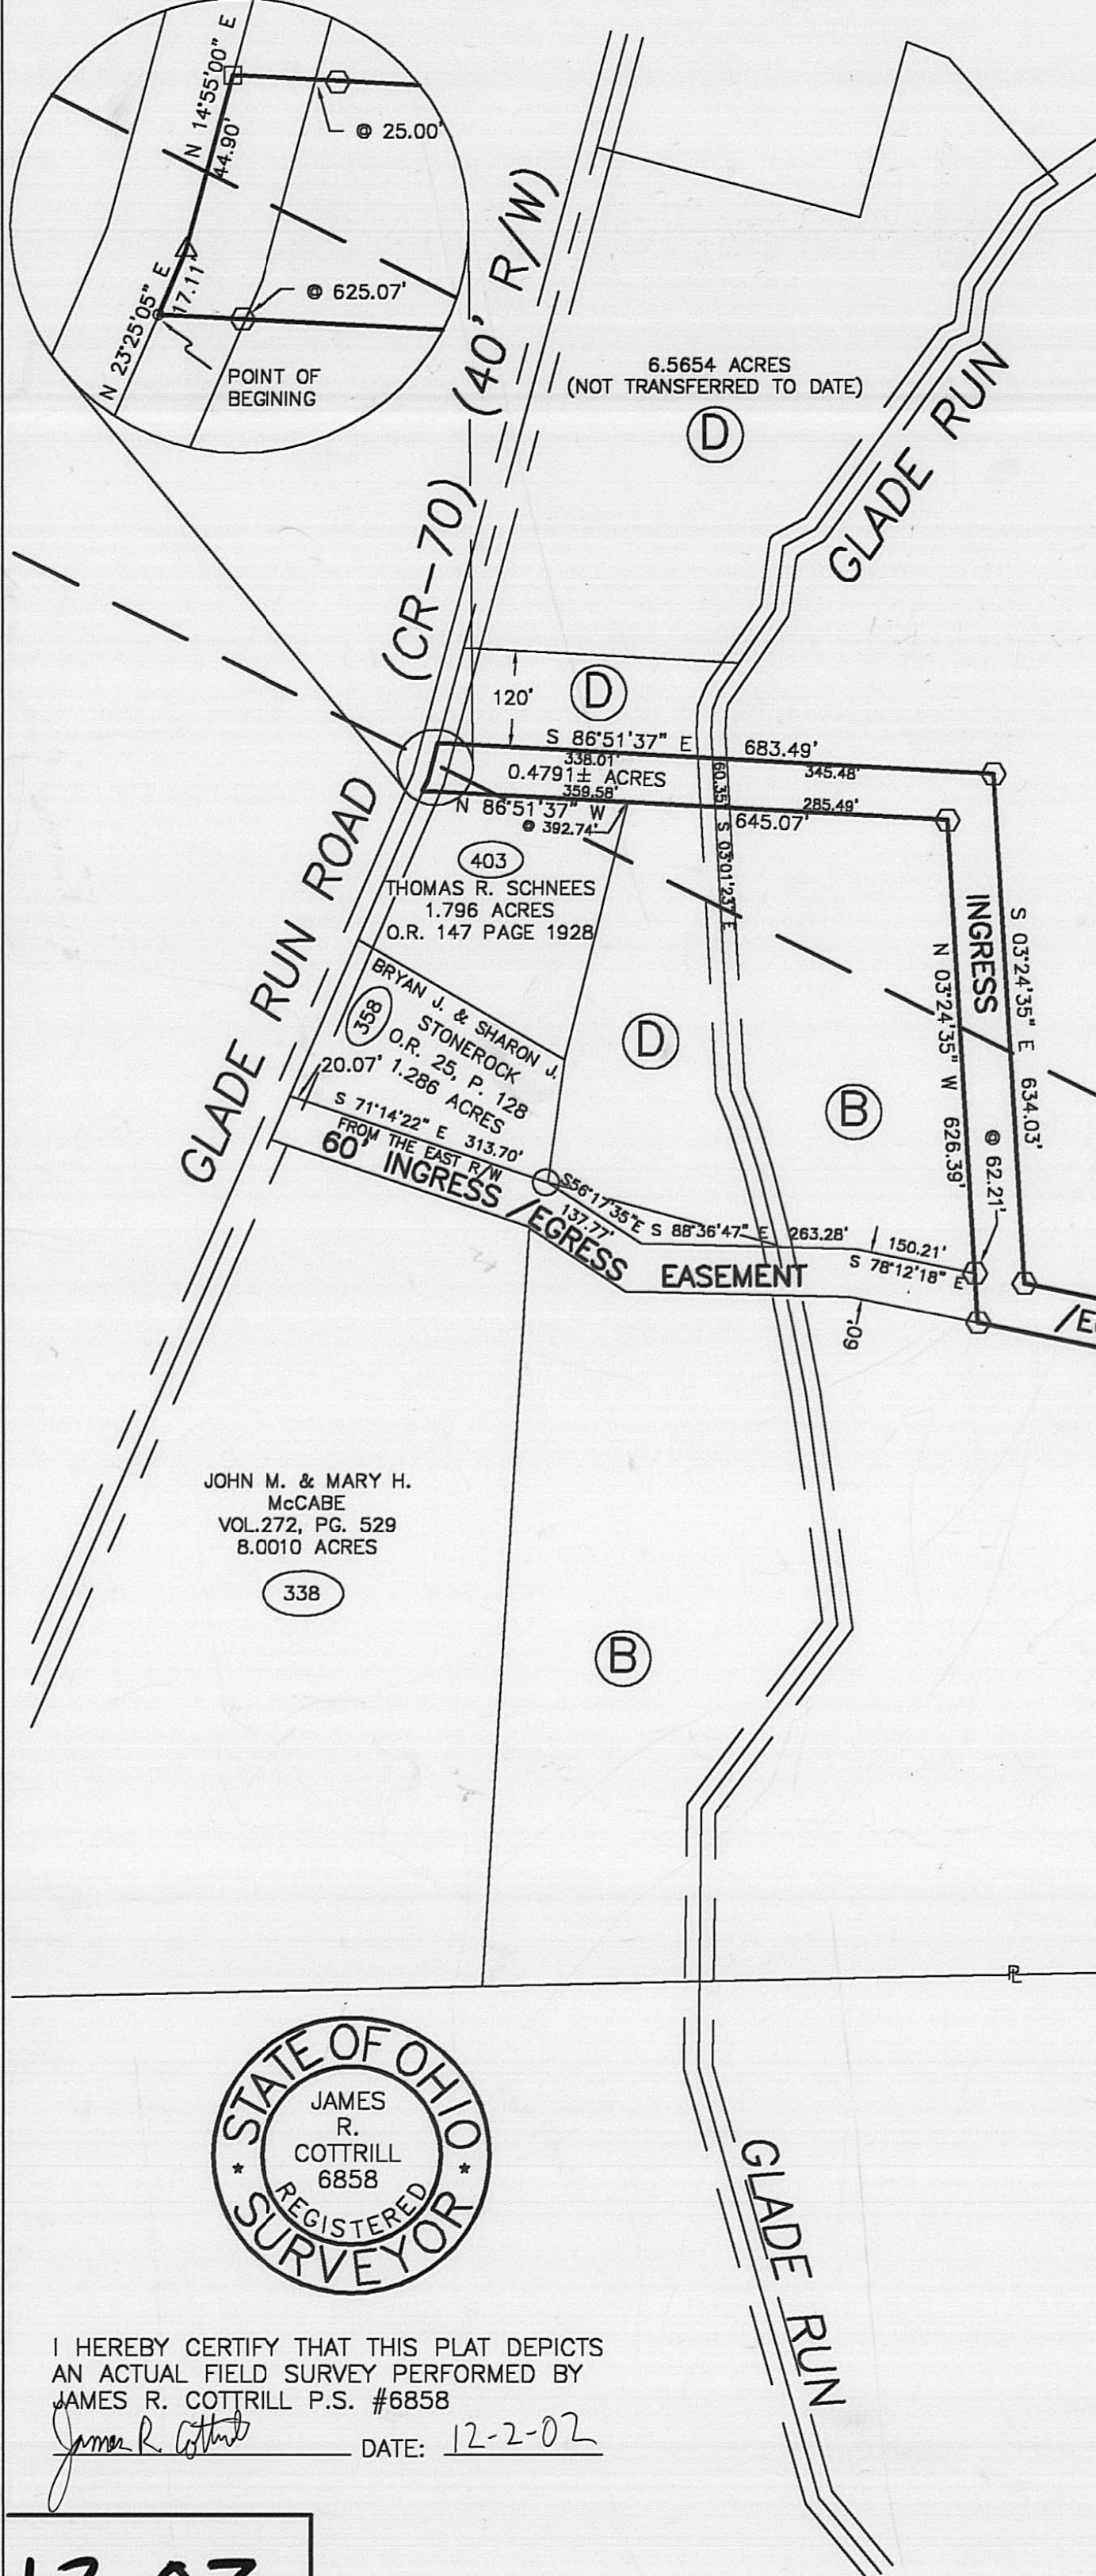 N 14°55'00" E
44.90'
@ 25.00'
N 23°25'05" E
17.11'
@ 625.07'
POINT OF
BEGINING
(CR-70) (40' R/W)
6.5654 ACRES
(NOT TRANSFERRED TO DATE)
D
GLADE RUN
120'
D
S 86°51'37" E 683.49'
338.01'
345.48'
0.4791± ACRES
359.58'
285.49'
N 86°51'37" W
645.07'
@ 392.74'
60.35'
S 03°01'23" E
403
THOMAS R. SCHNEES
1.796 ACRES
O.R. 147 PAGE 1928
GLADE RUN ROAD
BRYAN J. & SHARON J.
STONEROCK
358
O.R. 25, P. 128
1.286 ACRES
20.07'
S 71°14'22" E 313.70'
FROM THE EAST R/W
60' INGRESS /EGRESS EASEMENT
S56°17'35"E
137.77'
S 88°36'47" E 263.28'
150.21'
S 78°12'18" E
60'
D
B
INGRESS
S 03°24'35" E 634.03'
N 03°24'35" W 626.39'
@ 62.21'
/E
JOHN M. & MARY H.
McCABE
VOL.272, PG. 529
8.0010 ACRES
338
B
PL
STATE OF OHIO
JAMES
R.
COTTRILL
6858
REGISTERED
* SURVEYOR *
GLADE RUN
I HEREBY CERTIFY THAT THIS PLAT DEPICTS
AN ACTUAL FIELD SURVEY PERFORMED BY
JAMES R. COTTRILL P.S. #6858
James R Cottrill DATE: 12-2-02